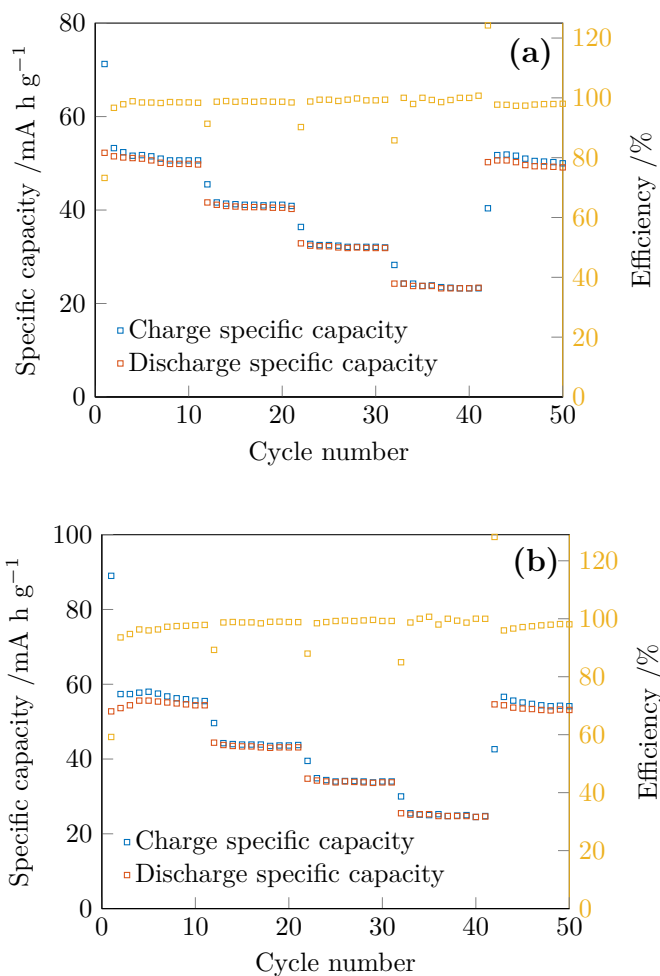 (a)
80
60
40
20
0
120
100
80
60
40
20
0
Specific capacity /mA h g⁻¹
Efficiency /%
Charge specific capacity
Discharge specific capacity
0 10 20 30 40 50
Cycle number
(b)
100
80
60
40
20
0
120
100
80
60
40
20
0
Specific capacity /mA h g⁻¹
Efficiency /%
Charge specific capacity
Discharge specific capacity
0 10 20 30 40 50
Cycle number